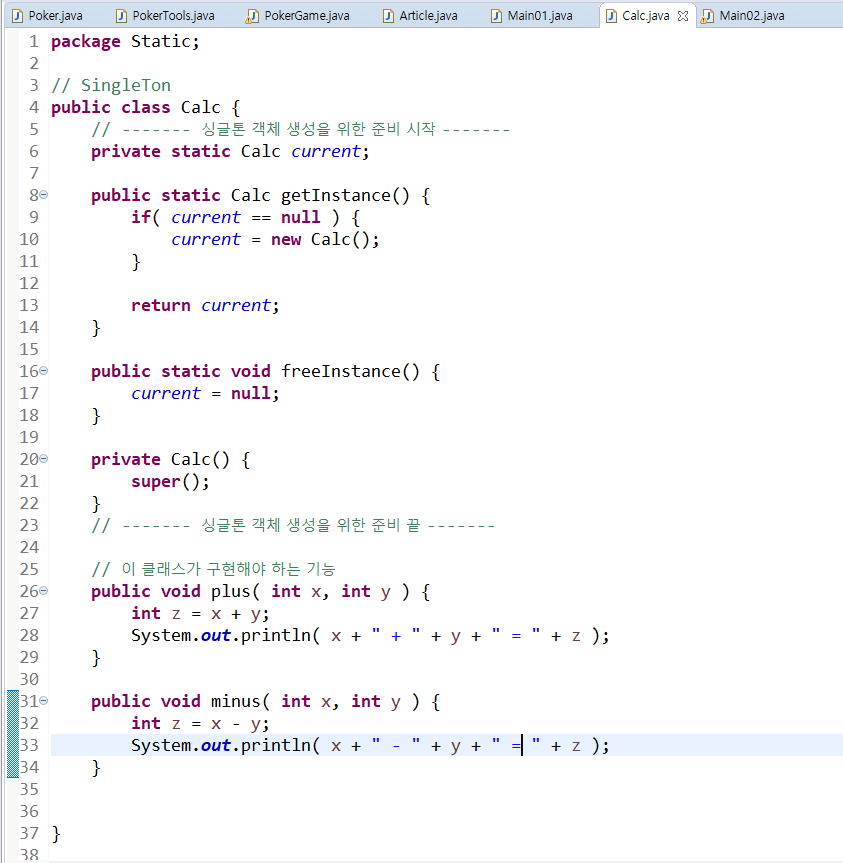 Poker.java PokerTools.java PokerGame.java Article.java Main01.java Calc.java Main02.java
1 package Static;
2
3 // SingleTon
4 public class Calc {
5     // ------- 싱글톤 객체 생성을 위한 준비 시작 -------
6     private static Calc current;
7
8     public static Calc getInstance() {
9         if( current == null ) {
10             current = new Calc();
11         }
12
13         return current;
14     }
15
16     public static void freeInstance() {
17         current = null;
18     }
19
20     private Calc() {
21         super();
22     }
23     // ------- 싱글톤 객체 생성을 위한 준비 끝 -------
24
25     // 이 클래스가 구현해야 하는 기능
26     public void plus( int x, int y ) {
27         int z = x + y;
28         System.out.println( x + " + " + y + " = " + z );
29     }
30
31     public void minus( int x, int y ) {
32         int z = x - y;
33         System.out.println( x + " - " + y + " = " + z );
34     }
35
36
37 }
38